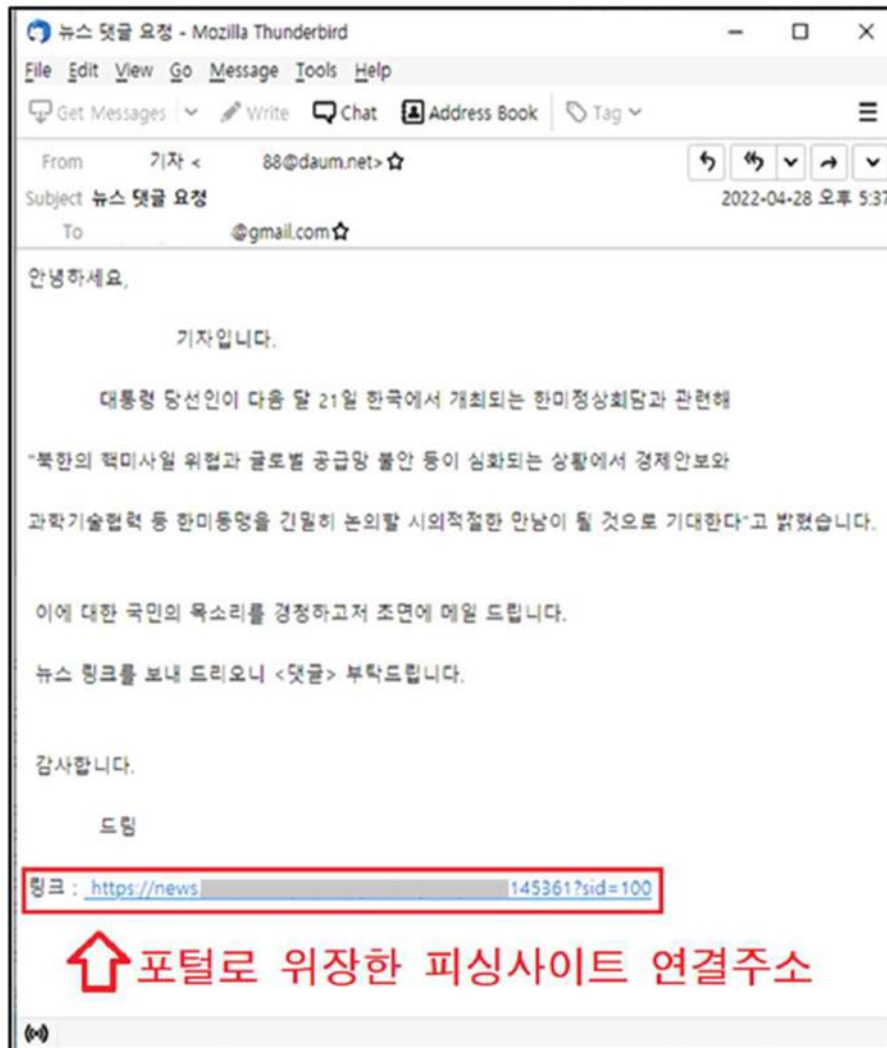 뉴스 댓글 요청 - Mozilla Thunderbird
File Edit View Go Message Tools Help
Get Messages Write Chat Address Book Tag
From 기자 < 88@daum.net>
Subject 뉴스 댓글 요청 2022-04-28 오후 5:37
To @gmail.com
안녕하세요,
기자입니다.
대통령 당선인이 다음 달 21일 한국에서 개최되는 한미정상회담과 관련해
"북한의 핵미사일 위협과 글로벌 공급망 불안 등이 심화되는 상황에서 경제안보와
과학기술협력 등 한미동맹을 긴밀히 논의할 시의적절한 만남이 될 것으로 기대한다"고 밝혔습니다.
이에 대한 국민의 목소리를 경청하고저 초면에 메일 드립니다.
뉴스 링크를 보내 드리오니 <댓글> 부탁드립니다.
감사합니다.
드림
링크 : https://news. 145361?sid=100
포털로 위장한 피싱사이트 연결주소